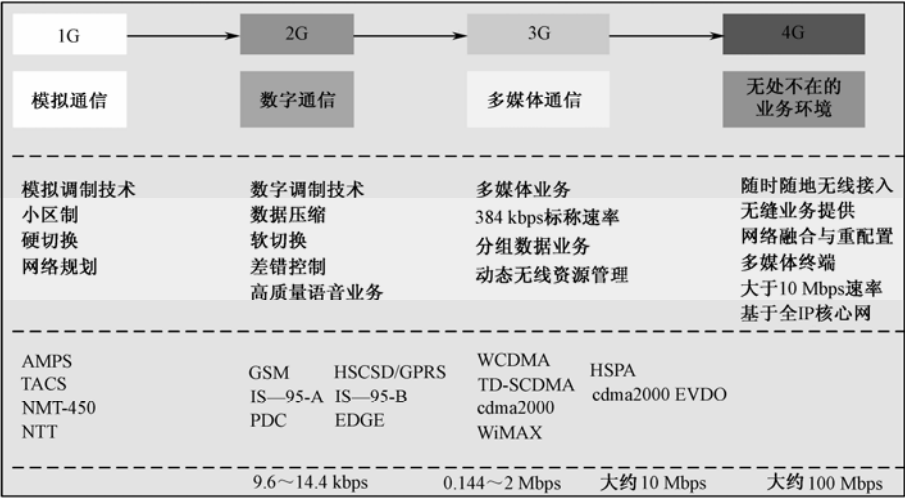 1G
2G
3G
4G
模拟通信
数字通信
多媒体通信
无处不在的
业务环境
模拟调制技术
小区制
硬切换
网络规划
数字调制技术
数据压缩
软切换
差错控制
高质量语音业务
多媒体业务
384 kbps标称速率
分组数据业务
动态无线资源管理
随时随地无线接入
无缝业务提供
网络融合与重配置
多媒体终端
大于10 Mbps速率
基于全IP核心网
AMPS
TACS
NMT-450
NTT
GSM
IS—95-A
PDC
HSCSD/GPRS
IS—95-B
EDGE
WCDMA
TD-SCDMA
cdma2000
WiMAX
HSPA
cdma2000 EVDO
9.6～14.4 kbps
0.144～2 Mbps
大约10 Mbps
大约100 Mbps